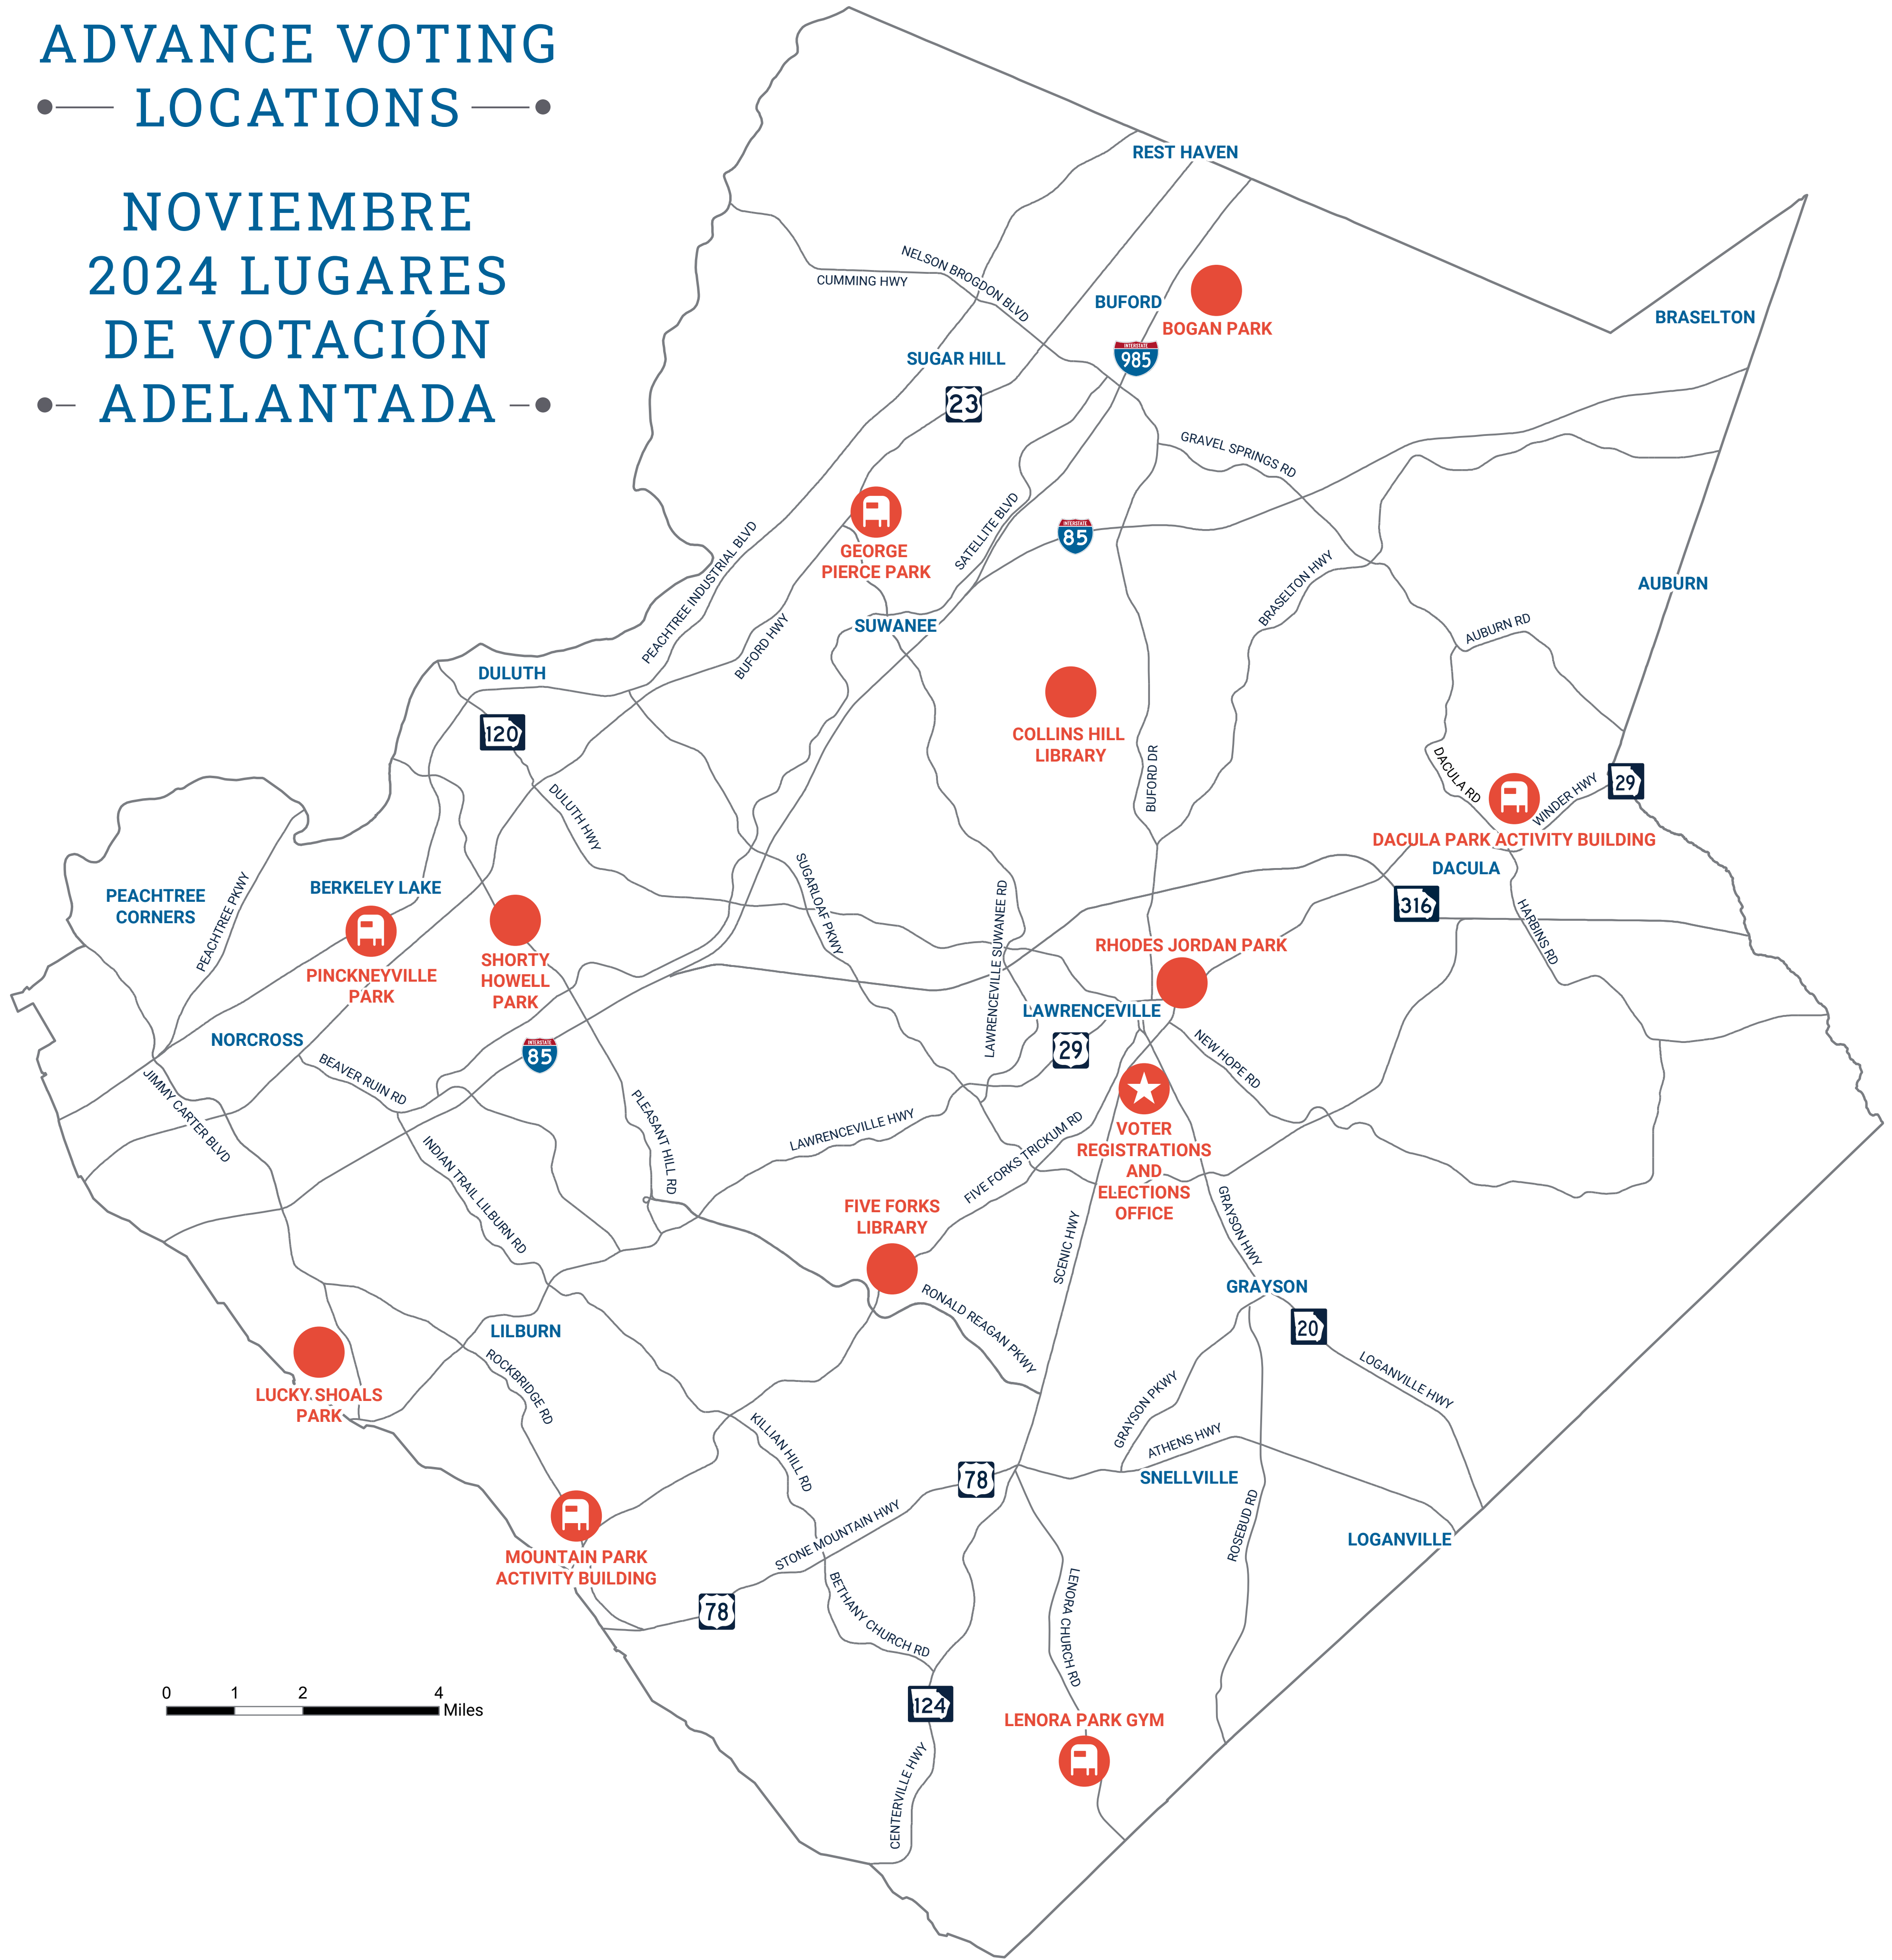 ADVANCE VOTING
LOCATIONS
NOVIEMBRE
2024 LUGARES
DE VOTACIÓN
ADELANTADA
REST HAVEN
NELSON BROGDON BLVD
CUMMING HWY
BUFORD
BOGAN PARK
BRASELTON
INTERSTATE
985
SUGAR HILL
23
GRAVEL SPRINGS RD
SATELLITE BLVD
INTERSTATE
85
GEORGE
PIERCE PARK
PEACHTREE INDUSTRIAL BLVD
BRASELTON HWY
AUBURN
SUWANEE
AUBURN RD
BUFORD HWY
DULUTH
120
COLLINS HILL
LIBRARY
BUFORD DR
DACULA RD
WINDER HWY
29
DULUTH HWY
DACULA PARK ACTIVITY BUILDING
DACULA
PEACHTREE
CORNERS
PEACHTREE PKWY
BERKELEY LAKE
SUGARLOAF PKWY
LAWRENCEVILLE SUWANEE RD
316
HARBINS RD
PINCKNEYVILLE
PARK
SHORTY
HOWELL
PARK
RHODES JORDAN PARK
LAWRENCEVILLE
NORCROSS
INTERSTATE
85
29
NEW HOPE RD
BEAVER RUIN RD
JIMMY CARTER BLVD
PLEASANT HILL RD
LAWRENCEVILLE HWY
FIVE FORKS TRICKUM RD
VOTER
REGISTRATIONS
AND
ELECTIONS
OFFICE
INDIAN TRAIL LILBURN RD
FIVE FORKS
LIBRARY
SCENIC HWY
GRAYSON HWY
GRAYSON
RONALD REAGAN PKWY
20
LILBURN
LUCKY SHOALS
PARK
ROCKBRIDGE RD
LOGANVILLE HWY
GRAYSON PKWY
KILLIAN HILL RD
ATHENS HWY
78
SNELLVILLE
STONE MOUNTAIN HWY
ROSEBUD RD
LOGANVILLE
MOUNTAIN PARK
ACTIVITY BUILDING
78
BETHANY CHURCH RD
LENORA CHURCH RD
0 1 2 4
Miles
124
LENORA PARK GYM
CENTERVILLE HWY